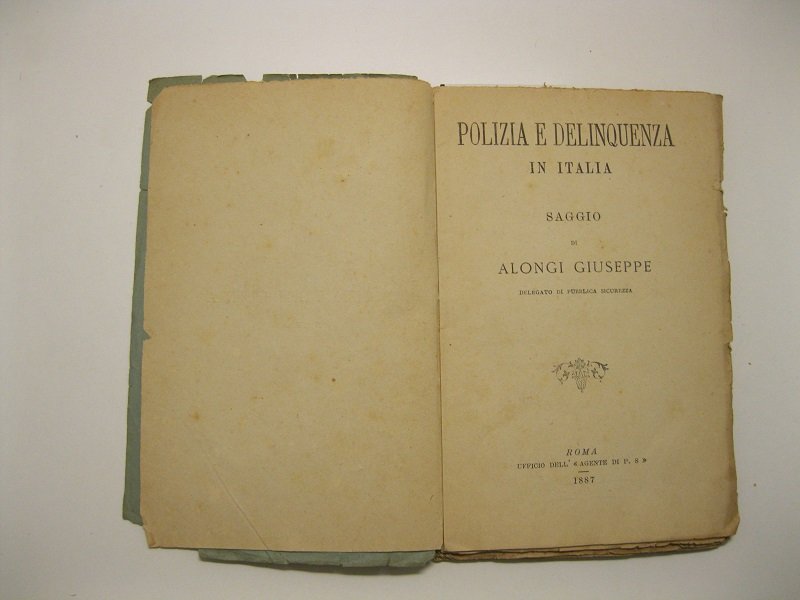 POLIZIA E DELINQUENZA
IN ITALIA
SAGGIO
DI
ALONGI GIUSEPPE
DELEGATO DI PUBBLICA SICUREZZA
ROMA
UFFICIO DELL' « AGENTE DI P. S »
1887